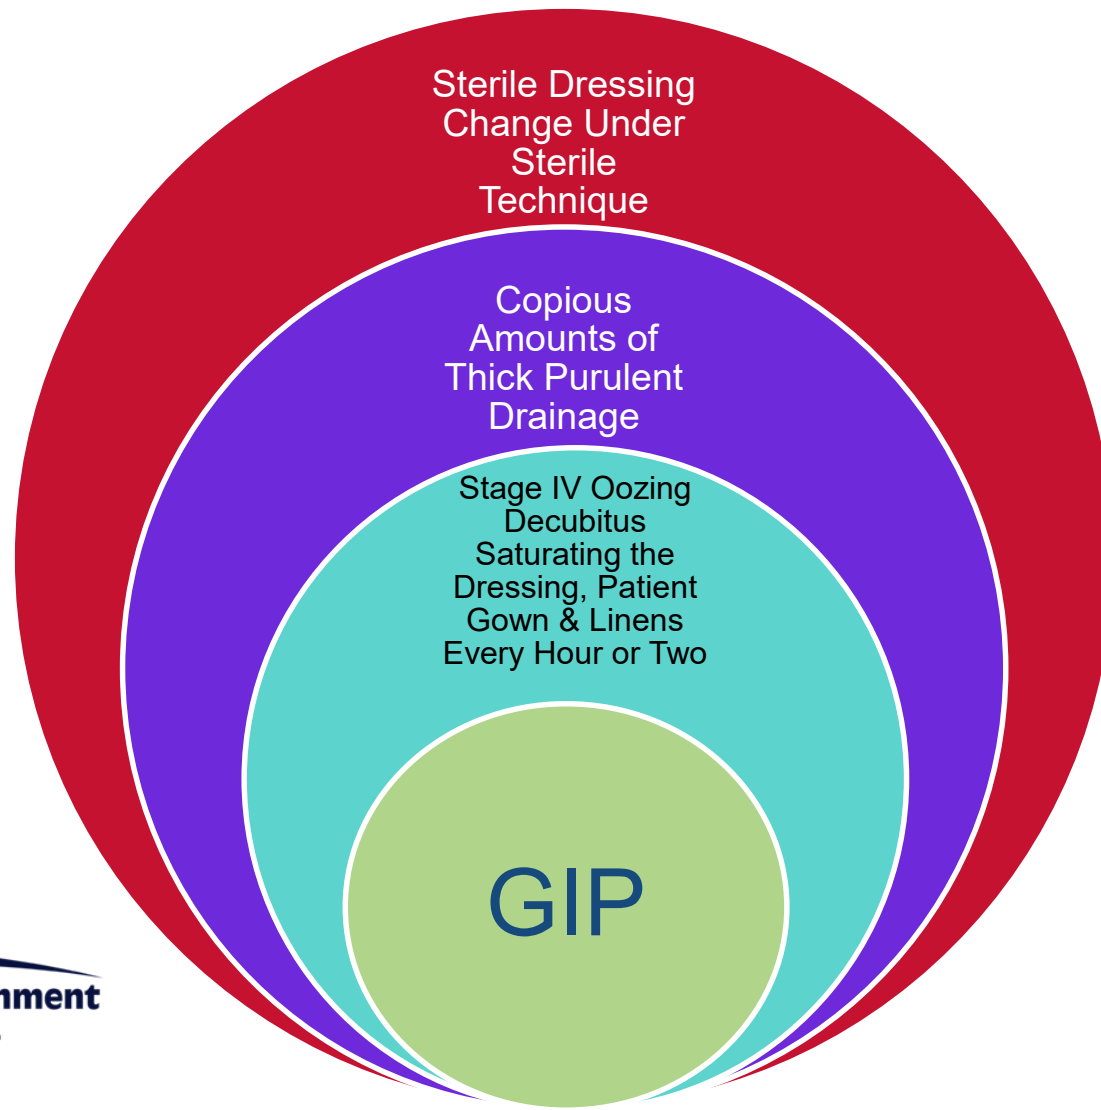 Sterile Dressing
Change Under
Sterile
Technique
Copious
Amounts of
Thick Purulent
Drainage
Stage IV Oozing
Decubitus
Saturating the
Dressing, Patient
Gown & Linens
Every Hour or Two
GIP